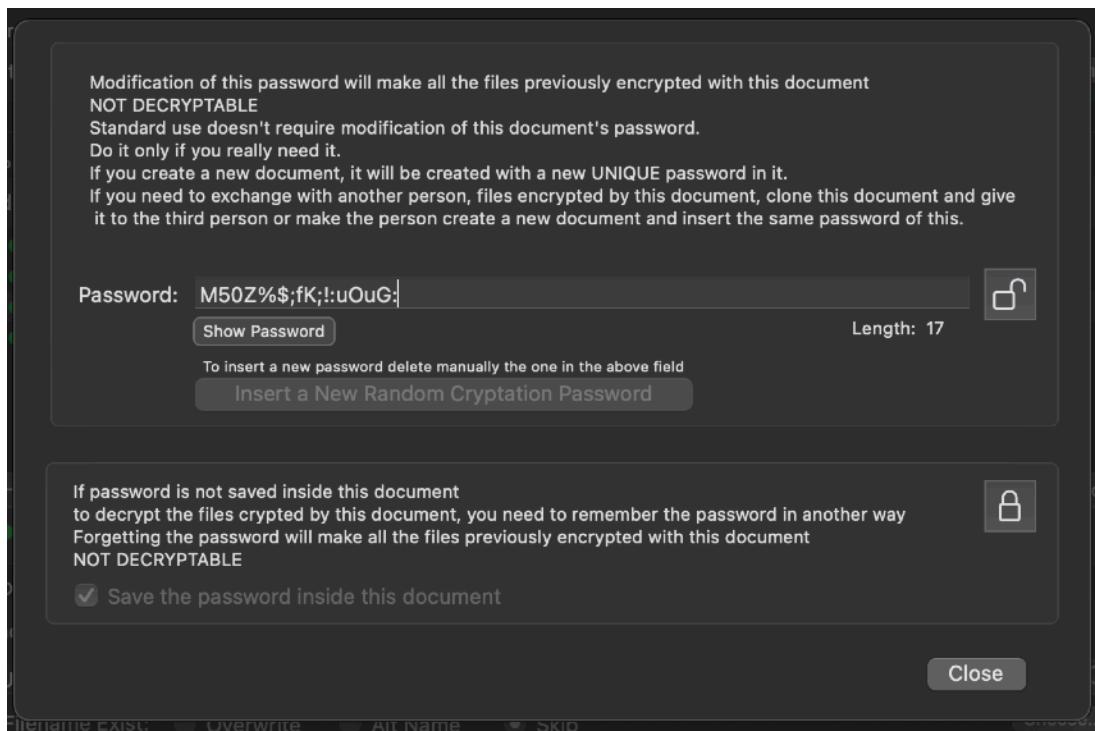 Modification of this password will make all the files previously encrypted with this document
NOT DECRYPTABLE
Standard use doesn't require modification of this document's password.
Do it only if you really need it.
If you create a new document, it will be created with a new UNIQUE password in it.
If you need to exchange with another person, files encrypted by this document, clone this document and give
it to the third person or make the person create a new document and insert the same password of this.
Password: M50Z%$;fK;!:uOuG:
Show Password
Length: 17
To insert a new password delete manually the one in the above field
Insert a New Random Cryptation Password
If password is not saved inside this document
to decrypt the files crypted by this document, you need to remember the password in another way
Forgetting the password will make all the files previously encrypted with this document
NOT DECRYPTABLE
Save the password inside this document
Close
Filename Exist: Overwrite Alt Name Skip